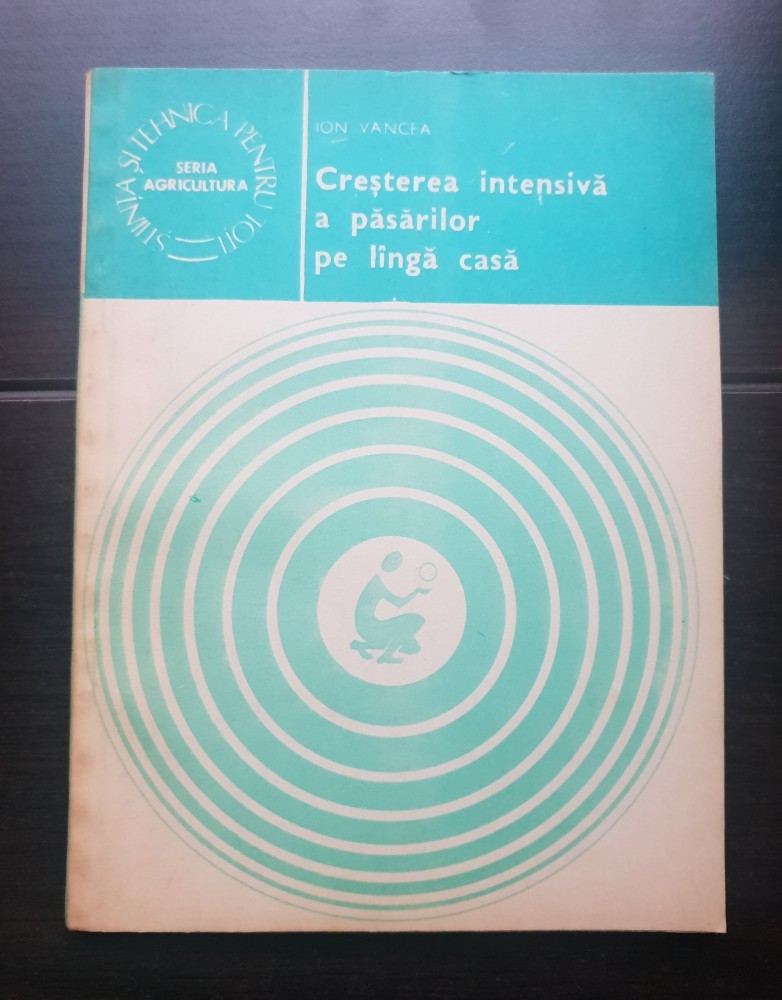 ȘTIINȚA ȘI TEHNICA PENTRU TOȚI
SERIA
AGRICULTURA
ION VANCEA
Creșterea intensivă
a păsărilor
pe lîngă casă